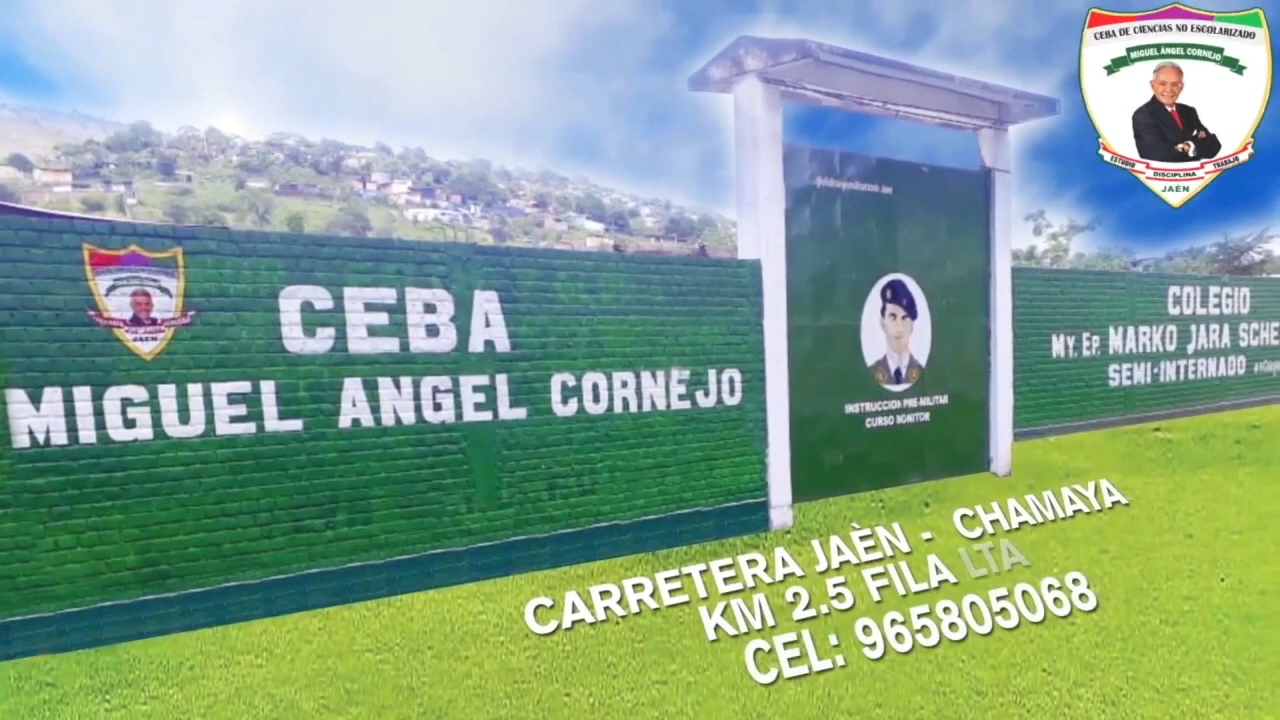 CEBA DE CIENCIAS NO ESCOLARIZADO
MIGUEL ÁNGEL CORNEJO
ESTUDIO
DISCIPLINA
TRABAJO
JAÉN
CEBA
MIGUEL ANGEL CORNEJO
JAEN
INSTRUCCION PRE-MILITAR
CURSO MONITOR
COLEGIO
MY. EP. MARKO JARA SCHE
SEMI-INTERNADO
CARRETERA JAÈN - CHAMAYA
KM 2.5 FILA LTA
CEL: 965805068